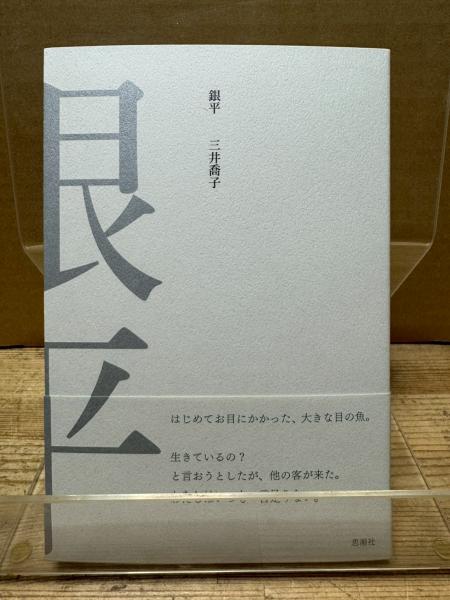 銀平　三井喬子
はじめてお目にかかった、大きな目の魚。
生きているの？
と言おうとしたが、他の客が来た。
思潮社